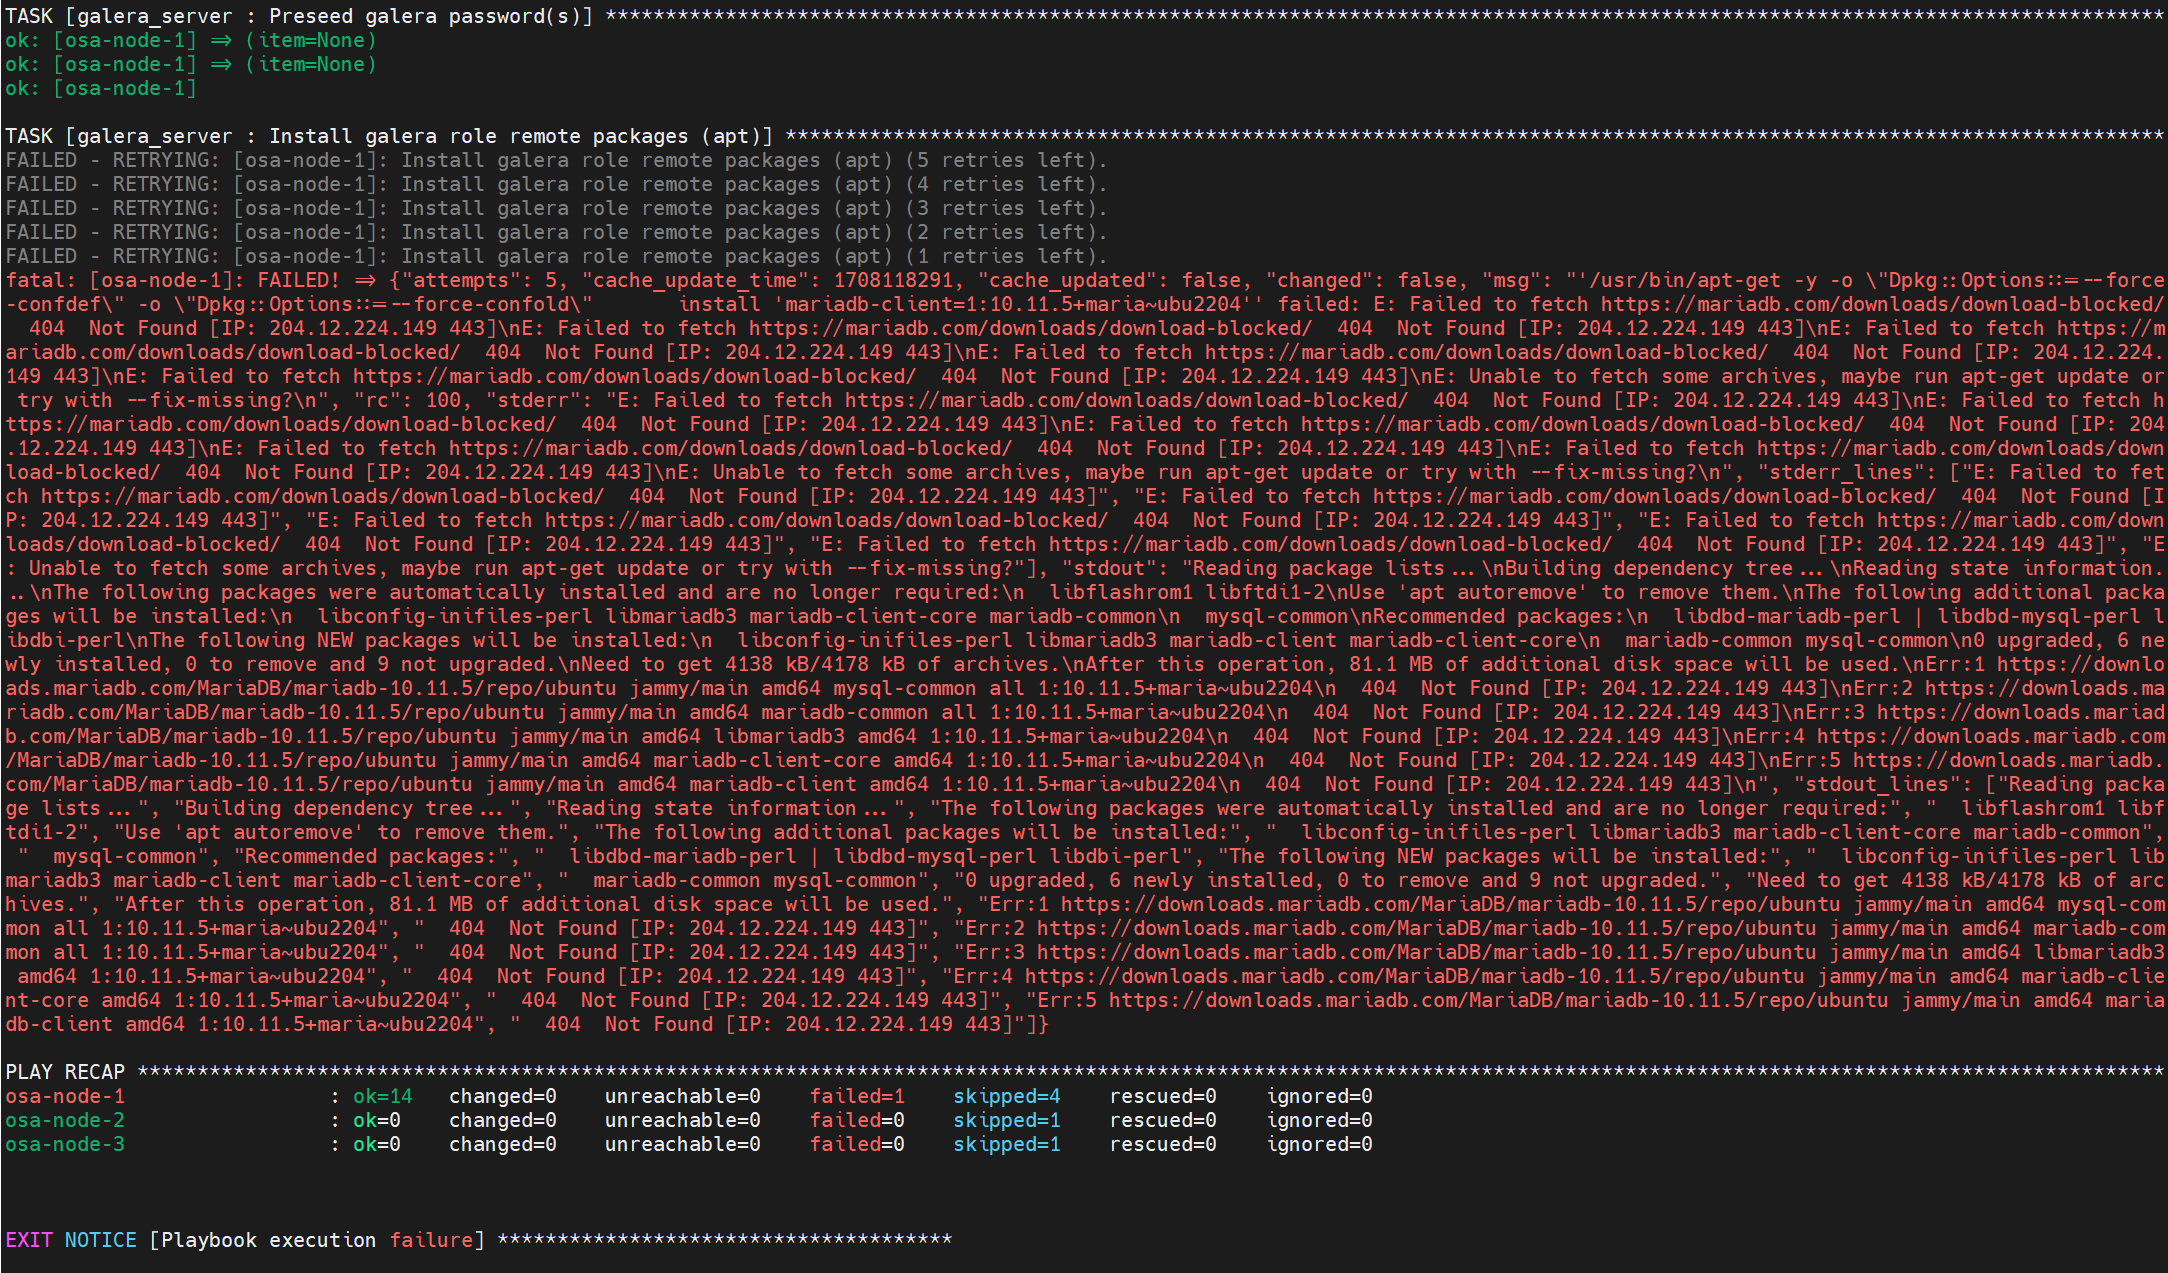 TASK [galera_server : Preseed galera password(s)] **********************************************************************************************************************************
ok: [osa-node-1] => (item=None)
ok: [osa-node-1] => (item=None)
ok: [osa-node-1]
TASK [galera_server : Install galera role remote packages (apt)] *******************************************************************************************************************
FAILED - RETRYING: [osa-node-1]: Install galera role remote packages (apt) (5 retries left).
FAILED - RETRYING: [osa-node-1]: Install galera role remote packages (apt) (4 retries left).
FAILED - RETRYING: [osa-node-1]: Install galera role remote packages (apt) (3 retries left).
FAILED - RETRYING: [osa-node-1]: Install galera role remote packages (apt) (2 retries left).
FAILED - RETRYING: [osa-node-1]: Install galera role remote packages (apt) (1 retries left).
fatal: [osa-node-1]: FAILED! => {"attempts": 5, "cache_update_time": 1708118291, "cache_updated": false, "changed": false, "msg": "'/usr/bin/apt-get -y -o \"Dpkg::Options::=--force
-confdef\" -o \"Dpkg::Options::=--force-confold\"       install 'mariadb-client=1:10.11.5+maria~ubu2204'' failed: E: Failed to fetch https://mariadb.com/downloads/download-blocked/
  404  Not Found [IP: 204.12.224.149 443]\nE: Failed to fetch https://mariadb.com/downloads/download-blocked/  404  Not Found [IP: 204.12.224.149 443]\nE: Failed to fetch https://m
ariadb.com/downloads/download-blocked/  404  Not Found [IP: 204.12.224.149 443]\nE: Failed to fetch https://mariadb.com/downloads/download-blocked/  404  Not Found [IP: 204.12.224.
149 443]\nE: Failed to fetch https://mariadb.com/downloads/download-blocked/  404  Not Found [IP: 204.12.224.149 443]\nE: Unable to fetch some archives, maybe run apt-get update or
 try with --fix-missing?\n", "rc": 100, "stderr": "E: Failed to fetch https://mariadb.com/downloads/download-blocked/  404  Not Found [IP: 204.12.224.149 443]\nE: Failed to fetch h
ttps://mariadb.com/downloads/download-blocked/  404  Not Found [IP: 204.12.224.149 443]\nE: Failed to fetch https://mariadb.com/downloads/download-blocked/  404  Not Found [IP: 204
.12.224.149 443]\nE: Failed to fetch https://mariadb.com/downloads/download-blocked/  404  Not Found [IP: 204.12.224.149 443]\nE: Failed to fetch https://mariadb.com/downloads/down
load-blocked/  404  Not Found [IP: 204.12.224.149 443]\nE: Unable to fetch some archives, maybe run apt-get update or try with --fix-missing?\n", "stderr_lines": ["E: Failed to fet
ch https://mariadb.com/downloads/download-blocked/  404  Not Found [IP: 204.12.224.149 443]", "E: Failed to fetch https://mariadb.com/downloads/download-blocked/  404  Not Found [I
P: 204.12.224.149 443]", "E: Failed to fetch https://mariadb.com/downloads/download-blocked/  404  Not Found [IP: 204.12.224.149 443]", "E: Failed to fetch https://mariadb.com/down
loads/download-blocked/  404  Not Found [IP: 204.12.224.149 443]", "E: Failed to fetch https://mariadb.com/downloads/download-blocked/  404  Not Found [IP: 204.12.224.149 443]", "E
: Unable to fetch some archives, maybe run apt-get update or try with --fix-missing?"], "stdout": "Reading package lists...\nBuilding dependency tree...\nReading state information.
..\nThe following packages were automatically installed and are no longer required:\n  libflashrom1 libftdi1-2\nUse 'apt autoremove' to remove them.\nThe following additional packa
ges will be installed:\n  libconfig-inifiles-perl libmariadb3 mariadb-client-core mariadb-common\n  mysql-common\nRecommended packages:\n  libdbd-mariadb-perl | libdbd-mysql-perl l
ibdbi-perl\nThe following NEW packages will be installed:\n  libconfig-inifiles-perl libmariadb3 mariadb-client mariadb-client-core\n  mariadb-common mysql-common\n0 upgraded, 6 ne
wly installed, 0 to remove and 9 not upgraded.\nNeed to get 4138 kB/4178 kB of archives.\nAfter this operation, 81.1 MB of additional disk space will be used.\nErr:1 https://downlo
ads.mariadb.com/MariaDB/mariadb-10.11.5/repo/ubuntu jammy/main amd64 mysql-common all 1:10.11.5+maria~ubu2204\n  404  Not Found [IP: 204.12.224.149 443]\nErr:2 https://downloads.ma
riadb.com/MariaDB/mariadb-10.11.5/repo/ubuntu jammy/main amd64 mariadb-common all 1:10.11.5+maria~ubu2204\n  404  Not Found [IP: 204.12.224.149 443]\nErr:3 https://downloads.mariad
b.com/MariaDB/mariadb-10.11.5/repo/ubuntu jammy/main amd64 libmariadb3 amd64 1:10.11.5+maria~ubu2204\n  404  Not Found [IP: 204.12.224.149 443]\nErr:4 https://downloads.mariadb.com
/MariaDB/mariadb-10.11.5/repo/ubuntu jammy/main amd64 mariadb-client-core amd64 1:10.11.5+maria~ubu2204\n  404  Not Found [IP: 204.12.224.149 443]\nErr:5 https://downloads.mariadb.
com/MariaDB/mariadb-10.11.5/repo/ubuntu jammy/main amd64 mariadb-client amd64 1:10.11.5+maria~ubu2204\n  404  Not Found [IP: 204.12.224.149 443]\n", "stdout_lines": ["Reading packa
ge lists...", "Building dependency tree...", "Reading state information...", "The following packages were automatically installed and are no longer required:", "  libflashrom1 libf
tdi1-2", "Use 'apt autoremove' to remove them.", "The following additional packages will be installed:", "  libconfig-inifiles-perl libmariadb3 mariadb-client-core mariadb-common",
 "  mysql-common", "Recommended packages:", "  libdbd-mariadb-perl | libdbd-mysql-perl libdbi-perl", "The following NEW packages will be installed:", "  libconfig-inifiles-perl lib
mariadb3 mariadb-client mariadb-client-core", "  mariadb-common mysql-common", "0 upgraded, 6 newly installed, 0 to remove and 9 not upgraded.", "Need to get 4138 kB/4178 kB of arc
hives.", "After this operation, 81.1 MB of additional disk space will be used.", "Err:1 https://downloads.mariadb.com/MariaDB/mariadb-10.11.5/repo/ubuntu jammy/main amd64 mysql-com
mon all 1:10.11.5+maria~ubu2204", "  404  Not Found [IP: 204.12.224.149 443]", "Err:2 https://downloads.mariadb.com/MariaDB/mariadb-10.11.5/repo/ubuntu jammy/main amd64 mariadb-com
mon all 1:10.11.5+maria~ubu2204", "  404  Not Found [IP: 204.12.224.149 443]", "Err:3 https://downloads.mariadb.com/MariaDB/mariadb-10.11.5/repo/ubuntu jammy/main amd64 libmariadb3
 amd64 1:10.11.5+maria~ubu2204", "  404  Not Found [IP: 204.12.224.149 443]", "Err:4 https://downloads.mariadb.com/MariaDB/mariadb-10.11.5/repo/ubuntu jammy/main amd64 mariadb-clie
nt-core amd64 1:10.11.5+maria~ubu2204", "  404  Not Found [IP: 204.12.224.149 443]", "Err:5 https://downloads.mariadb.com/MariaDB/mariadb-10.11.5/repo/ubuntu jammy/main amd64 maria
db-client amd64 1:10.11.5+maria~ubu2204", "  404  Not Found [IP: 204.12.224.149 443]"]}
PLAY RECAP *************************************************************************************************************************************************************************
osa-node-1                 : ok=14   changed=0    unreachable=0    failed=1    skipped=4    rescued=0    ignored=0
osa-node-2                 : ok=0    changed=0    unreachable=0    failed=0    skipped=1    rescued=0    ignored=0
osa-node-3                 : ok=0    changed=0    unreachable=0    failed=0    skipped=1    rescued=0    ignored=0
EXIT NOTICE [Playbook execution failure] **************************************